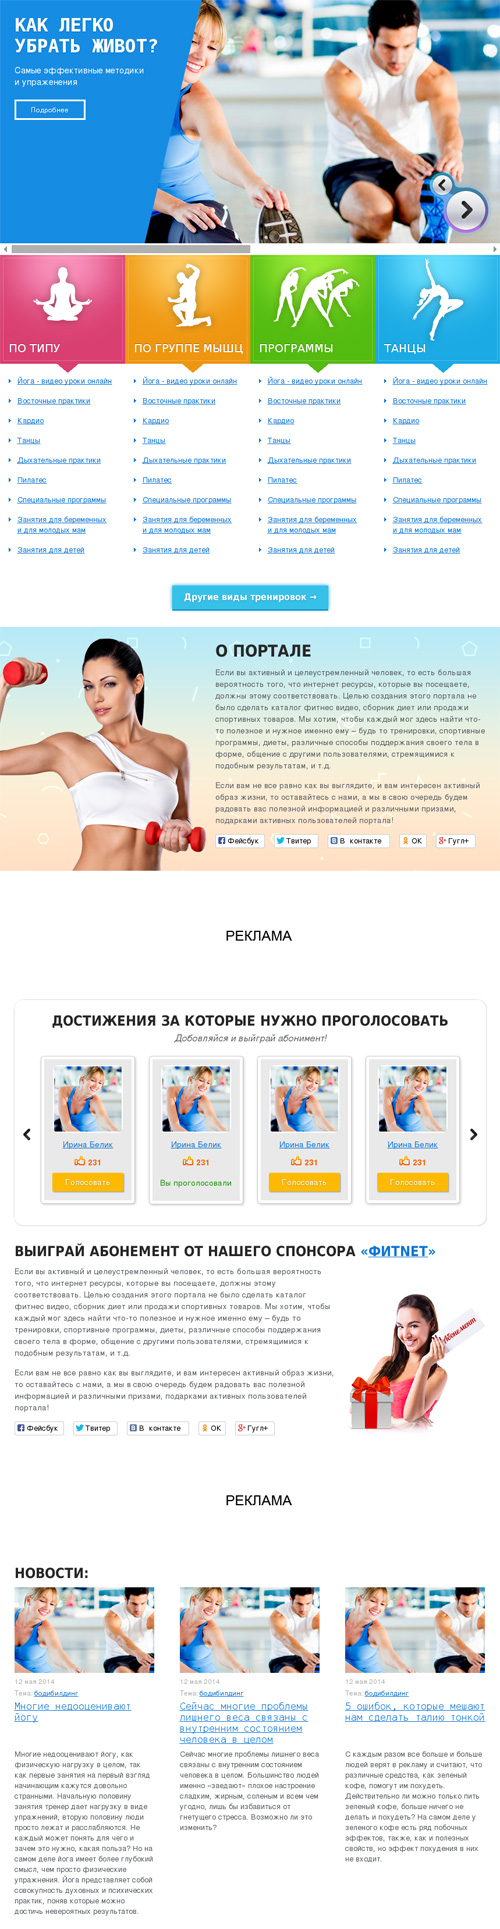 КАК ЛЕГКО
УБРАТЬ ЖИВОТ?
Самые эффективные методики
и упраженения
Подробнее
ПО ТИПУ
ПО ГРУППЕ МЫШЦ
ПРОГРАММЫ
ТАНЦЫ
Йога - видео уроки онлайн
Восточные практики
Кардио
Танцы
Дыхательные практики
Пилатес
Специальные программы
Занятия для беременных
и для молодых мам
Занятия для детей
Йога - видео уроки онлайн
Восточные практики
Кардио
Танцы
Дыхательные практики
Пилатес
Специальные программы
Занятия для беременных
и для молодых мам
Занятия для детей
Йога - видео уроки онлайн
Восточные практики
Кардио
Танцы
Дыхательные практики
Пилатес
Специальные программы
Занятия для беременных
и для молодых мам
Занятия для детей
Йога - видео уроки онлайн
Восточные практики
Кардио
Танцы
Дыхательные практики
Пилатес
Специальные программы
Занятия для беременных
и для молодых мам
Занятия для детей
Другие виды тренировок →
О ПОРТАЛЕ
Если вы активный и целеустремленный человек, то есть большая
вероятность того, что интернет ресурсы, которые вы посещаете,
должны этому соответствовать. Целью создания этого портала не
было сделать каталог фитнес видео, сборник диет или продажи
спортивных товаров. Мы хотим, чтобы каждый мог здесь найти что-
то полезное и нужное именно ему – будь то тренировки, спортивные
программы, диеты, различные способы поддержания своего тела в
форме, общение с другими пользователями, стремящимися к
подобным результатам, и т.д.
Если вам не все равно как вы выглядите, и вам интересен активный
образ жизни, то оставайтесь с нами, а мы в свою очередь будем
радовать вас полезной информацией и различными призами,
подарками активных пользователей портала!
Фейсбук
Твитер
В контакте
ОК
Гугл+
РЕКЛАМА
ДОСТИЖЕНИЯ ЗА КОТОРЫЕ НУЖНО ПРОГОЛОСОВАТЬ
Добовляйся и выйграй абонимент!
Ирина Белик
231
Голосовать
Ирина Белик
231
Вы проголосовали
Ирина Белик
231
Голосовать
Ирина Белик
231
Голосовать
ВЫИГРАЙ АБОНЕМЕНТ ОТ НАШЕГО СПОНСОРА «ФИТNET»
Если вы активный и целеустремленный человек, то есть большая вероятность
того, что интернет ресурсы, которые вы посещаете, должны этому
соответствовать. Целью создания этого портала не было сделать каталог
фитнес видео, сборник диет или продажи спортивных товаров. Мы хотим, чтобы
каждый мог здесь найти что-то полезное и нужное именно ему – будь то
тренировки, спортивные программы, диеты, различные способы поддержания
своего тела в форме, общение с другими пользователями, стремящимися к
подобным результатам, и т.д.
Если вам не все равно как вы выглядите, и вам интересен активный образ жизни,
то оставайтесь с нами, а мы в свою очередь будем радовать вас полезной
информацией и различными призами, подарками активных пользователей
портала!
Абонемент
Фейсбук
Твитер
В контакте
ОК
Гугл+
РЕКЛАМА
НОВОСТИ:
12 мая 2014
Тема: бодибилдинг
Многие недооценивают
йогу
Многие недооценивают йогу, как
физическую нагрузку в целом, так
как первые занятия на первый взгляд
начинающим кажутся довольно
странными. Начальную половину
занятия тренер дает нагрузку в виде
упражнений, вторую половину люди
просто лежат и расслабляются. Не
каждый может понять для чего и
зачем это нужно, какая польза? Но на
самом деле йога имеет более глубокий
смысл, чем просто физические
упражнения. Йога представляет собой
совокупность духовных и психических
практик, поняв которые можно
достичь невероятных результатов.
12 мая 2014
Тема: бодибилдинг
Сейчас многие проблемы
лишнего веса связаны с
внутренним состоянием
человека в целом
Сейчас многие проблемы лишнего веса
связаны с внутренним состоянием
человека в целом. Большинство людей
именно «заедают» плохое настроение
сладким, жирным, соленым и всем чем
угодно, лишь бы избавиться от
гнетущего стресса. Возможно ли это
изменить?
12 мая 2014
Тема: бодибилдинг
5 ошибок, которые мешают
нам сделать талию тонкой
С каждым разом все больше и больше
людей верят в рекламу и считают, что
различные средства, как зеленый
кофе, помогут им похудеть.
Действительно ли можно только пить
зеленый кофе, больше ничего не
делать и похудеть? На самом деле у
зеленого кофе есть ряд побочных
эффектов, также, как и полезных
свойств, но эффект похудения в них
не входит.